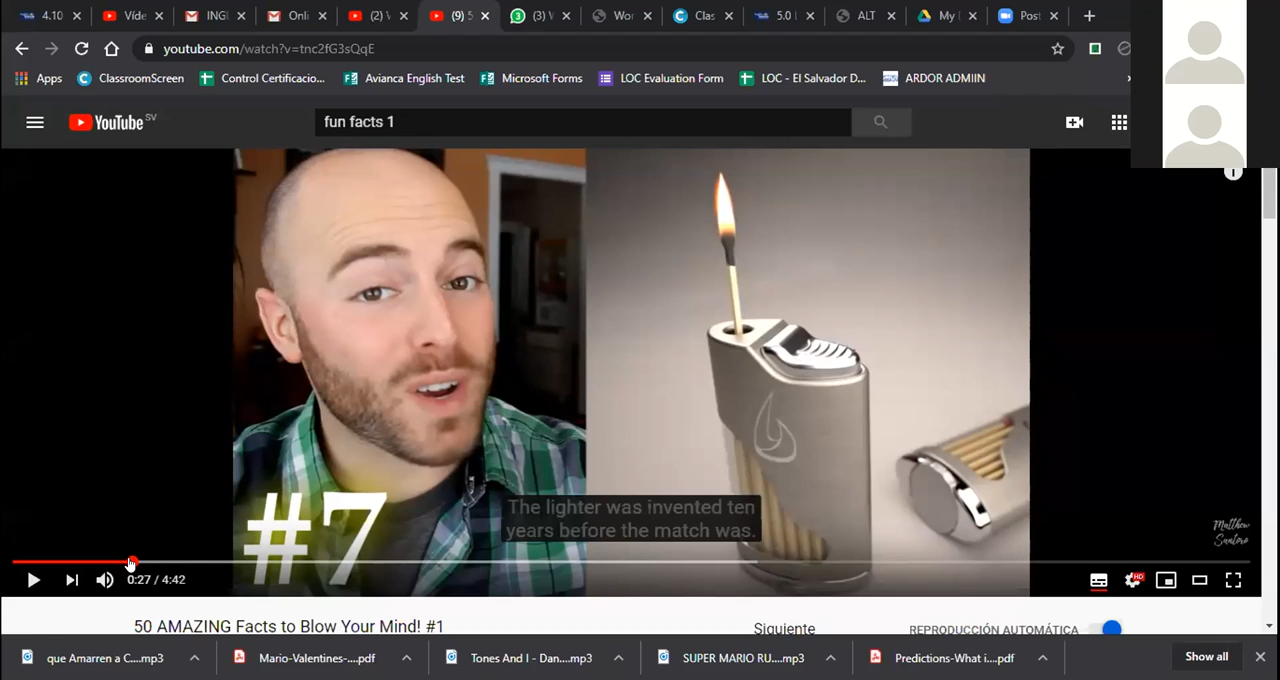 4.10
Víde
ING
Onli
(2) V
(9) 5
3
(3) V
Wor
Clas
5.0 I
ALT
My I
Post
youtube.com/watch?v=tnc2fG3sQqE
Apps
ClassroomScreen
Control Certificacio...
Avianca English Test
Microsoft Forms
LOC Evaluation Form
LOC - El Salvador D...
ARDOR ADMIIN
YouTube SV
fun facts 1
#7
The lighter was invented ten
years before the match was.
Matthew
Santoro
0:27 / 4:42
HD
50 AMAZING Facts to Blow Your Mind! #1
Siguiente
REPRODUCCIÓN AUTOMÁTICA
que Amarren a C....mp3
Mario-Valentines-....pdf
Tones And I - Dan....mp3
SUPER MARIO RU....mp3
Predictions-What i....pdf
Show all